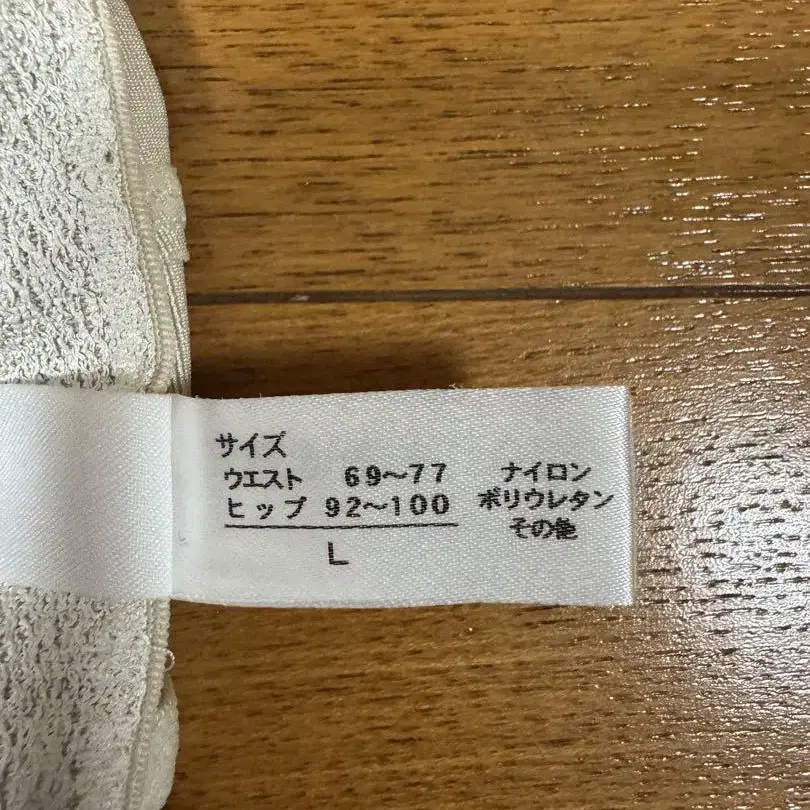 サイズ
ウエスト 69〜77
ヒップ 92〜100
L
ナイロン
ポリウレタン
その他